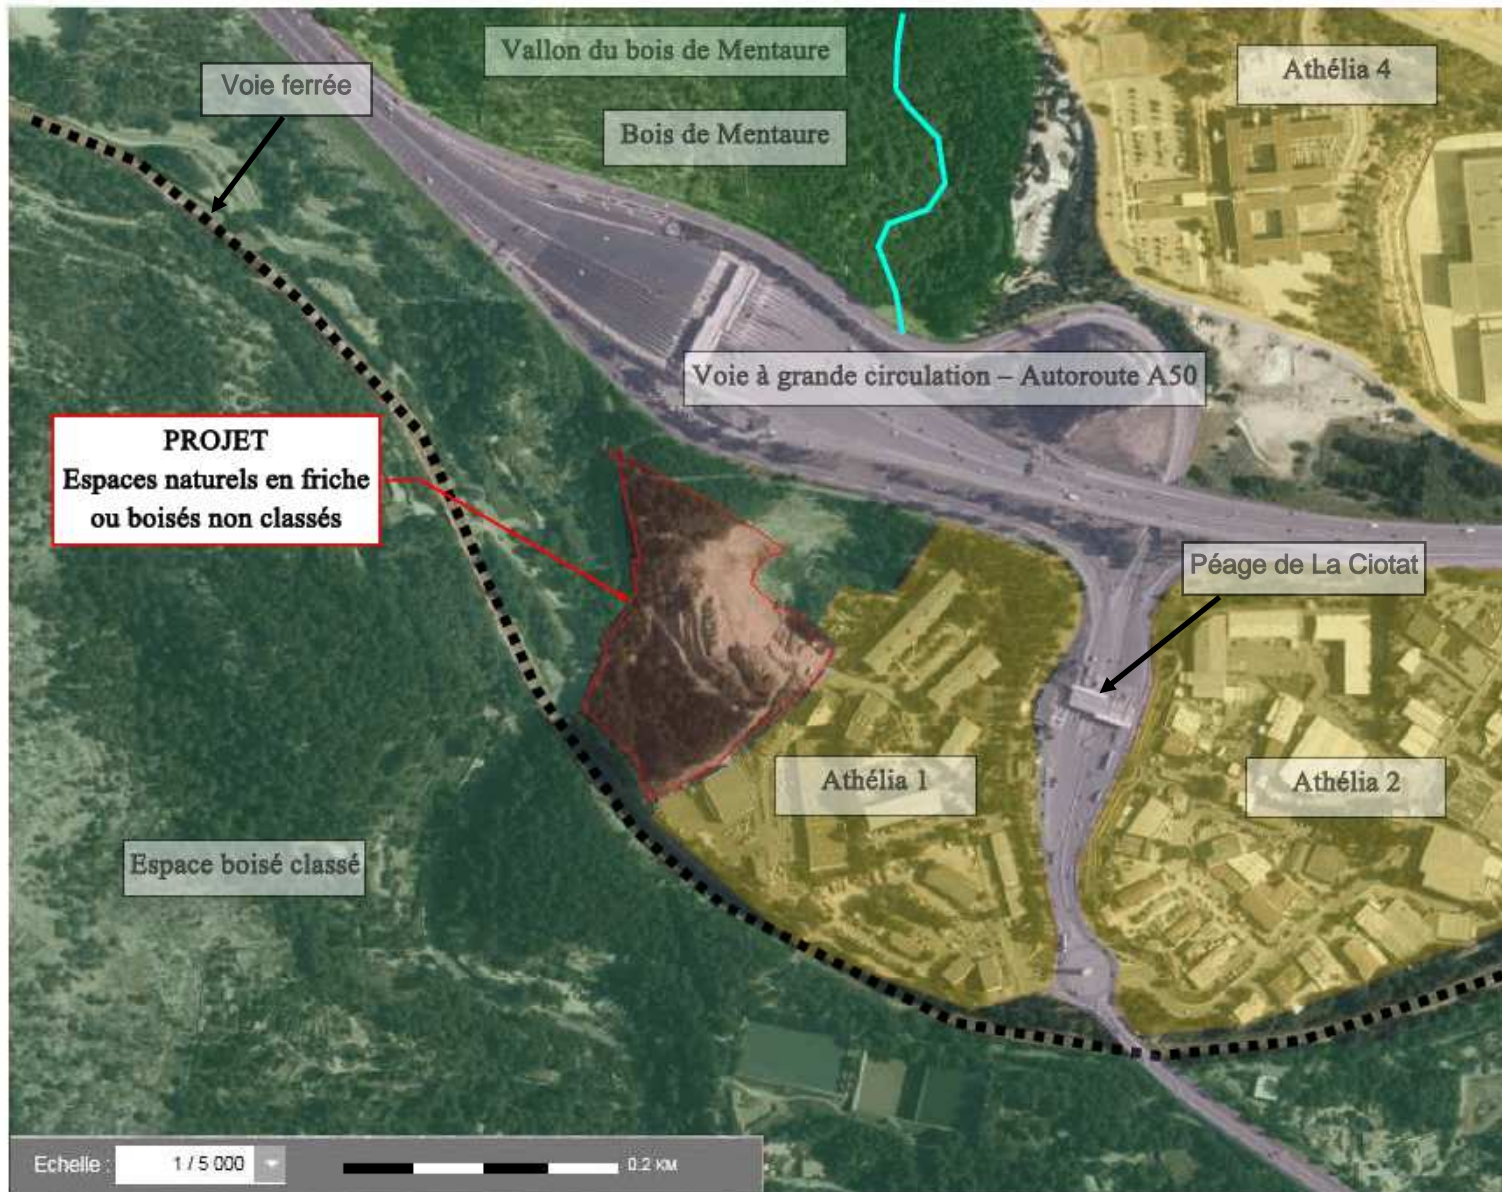 Vallon du bois de Mentaure
Athélia 4
Voie ferrée
Bois de Mentaure
Voie à grande circulation – Autoroute A50
PROJET
Espaces naturels en friche
ou boisés non classés
Péage de La Ciotat
Athélia 1
Athélia 2
Espace boisé classé
Echelle :
1 / 5 000
0.2 KM